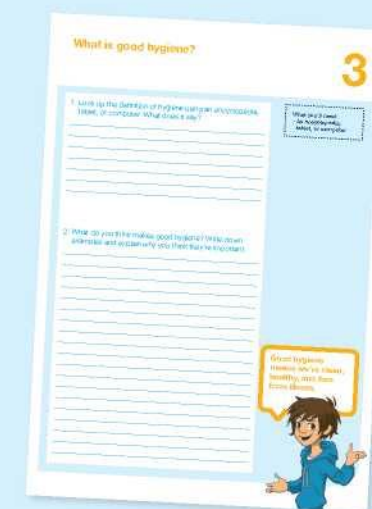 What is good hygiene?
3
1. Look up the definition of hygiene using an encyclopedia,
tablet, or computer. What does it say?
What you'll need:
- An encyclopedia,
tablet, or computer
2. What do you think makes good hygiene? Write down
examples and explain why you think they're important.
Good hygiene
means we're clean,
healthy, and free
from illness.